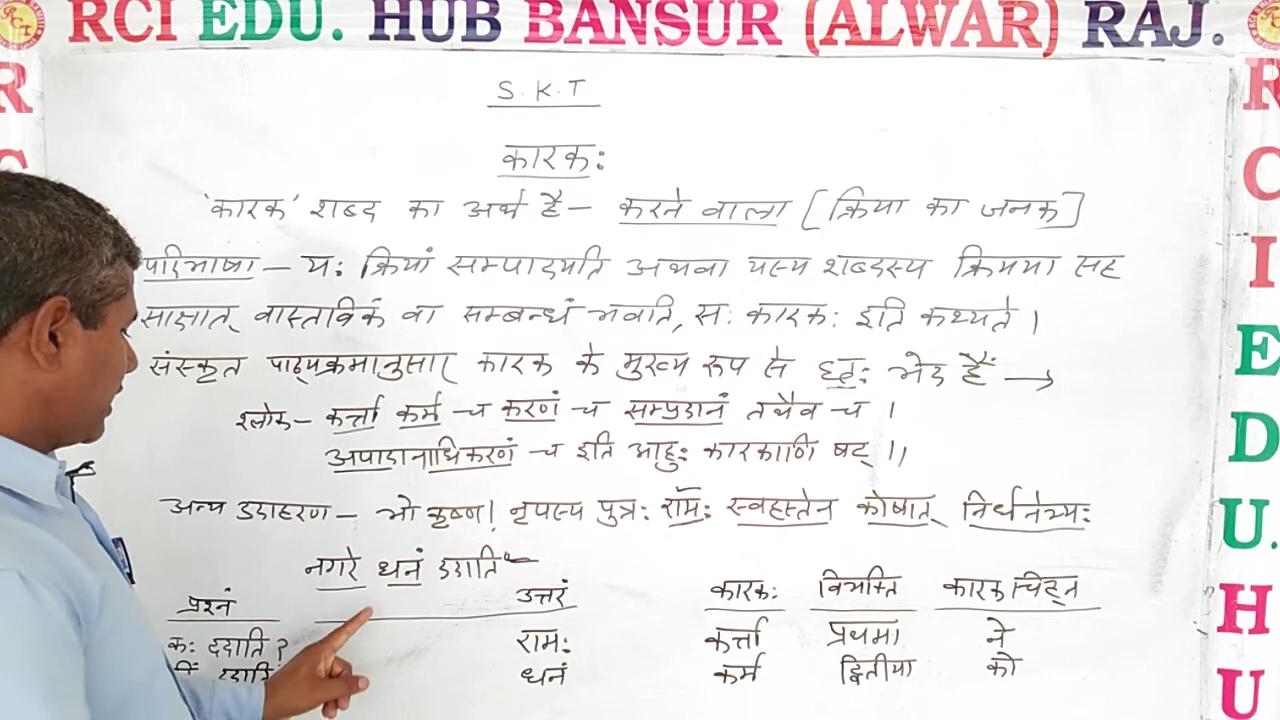 RCI EDU. HUB BANSUR (ALWAR) RAJ.
S.K.T
कारक:
'कारक' शब्द का अर्थ है - करने वाला [क्रिया का जनक]
परिभाषा - य: क्रियां सम्पादयति अथवा यस्य शब्दस्य क्रियया सह
साक्षात् वास्तविकं वा सम्बन्धं भवति, स: कारक: इति कथ्यते।
संस्कृत पाठ्यक्रमानुसार कारक के मुख्य रूप से छह: भेद हैं →
श्लोक - कर्त्ता कर्म च करणं च सम्प्रदानं तथैव च ।
अपादानाधिकरणं च इति आहु: कारकाणि षट् ।।
अन्य उदाहरण - भो कृष्ण! नृपस्य पुत्र: राम: स्वहस्तेन कोषात् निर्धनेभ्य:
नगरे धनं ददाति
प्रश्नं उत्तरं कारक: विभक्ति कारक चिह्न
क: ददाति? राम: कर्त्ता प्रथमा ने
ददाति धनं कर्म द्वितीया को
R
C
R
C
I
E
D
U.
H
U